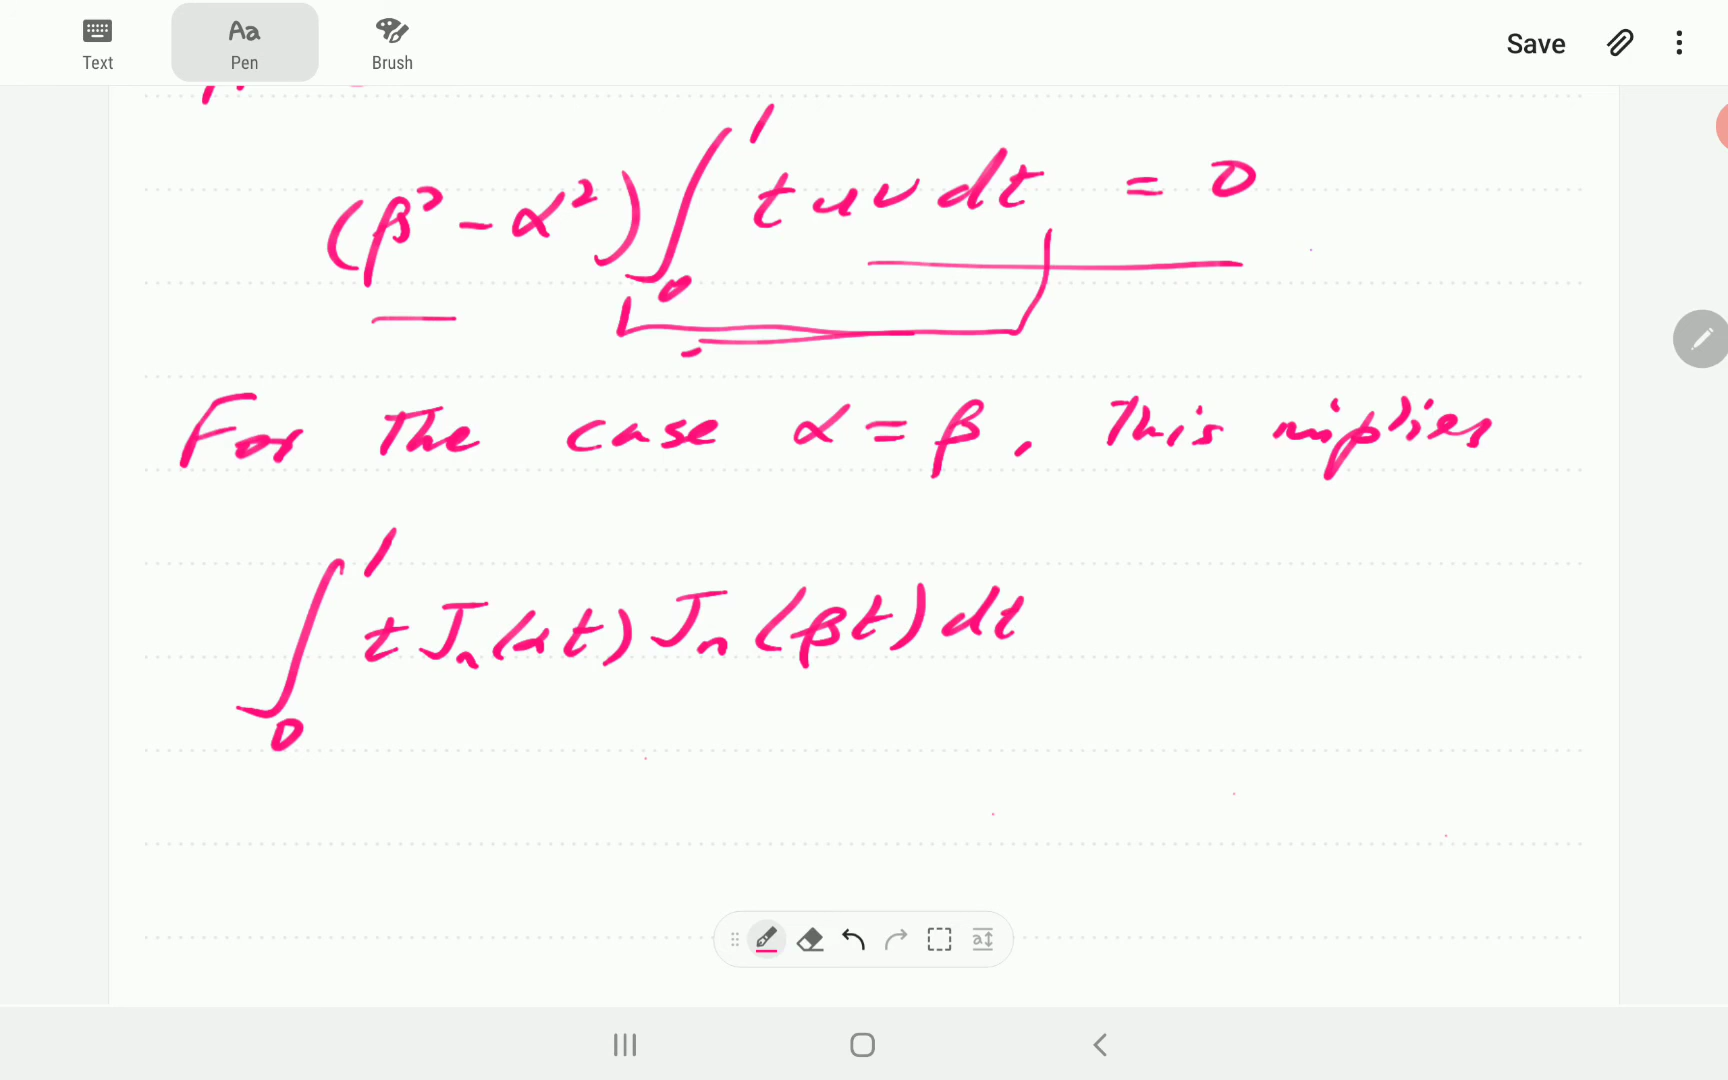 Text
Aa
Pen
Brush
Save
(β² - α²) ∫₀¹ t u v dt = 0
For the case α = β, this implies
∫₀¹ t Jₙ(αt) Jₙ(βt) dt